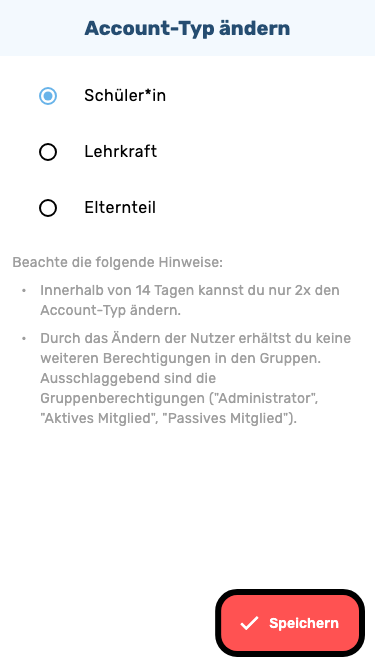 Account-Typ ändern
Schüler*in
Lehrkraft
Elternteil
Beachte die folgende Hinweise:
• Innerhalb von 14 Tagen kannst du nur 2x den
Account-Typ ändern.
• Durch das Ändern der Nutzer erhältst du keine
weiteren Berechtigungen in den Gruppen.
Ausschlaggebend sind die
Gruppenberechtigungen ("Administrator",
"Aktives Mitglied", "Passives Mitglied").
Speichern